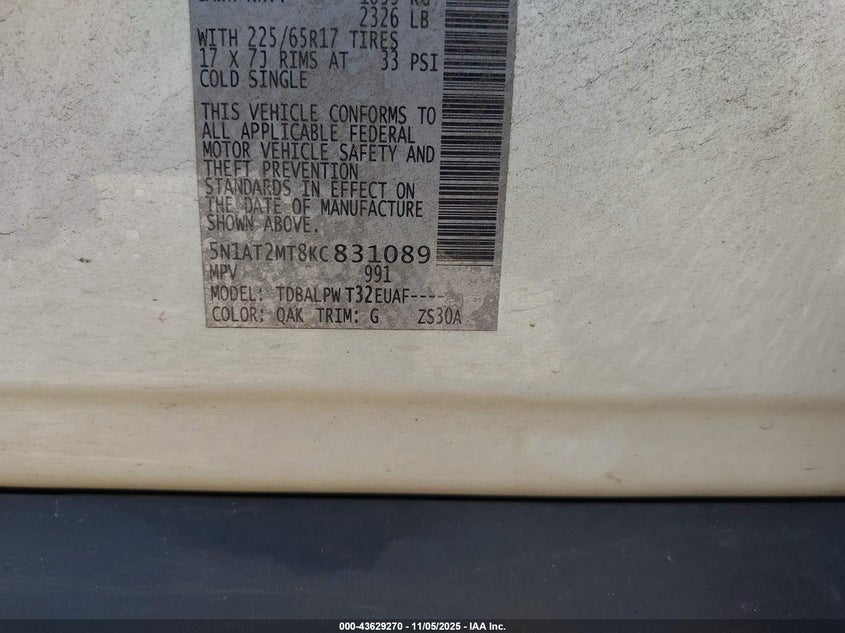 2326 LB
WITH 225/65R17 TIRES
17 X 7J RIMS AT 33 PSI
COLD SINGLE
THIS VEHICLE CONFORMS TO
ALL APPLICABLE FEDERAL
MOTOR VEHICLE SAFETY AND
THEFT PREVENTION
STANDARDS IN EFFECT ON
THE DATE OF MANUFACTURE
SHOWN ABOVE.
5N1AT2MT8KC831089
MPV 991
MODEL: TDBALPW T32EUAF----
COLOR: QAK TRIM: G ZS30A
000-43629270 - 11/05/2025 - IAA Inc.